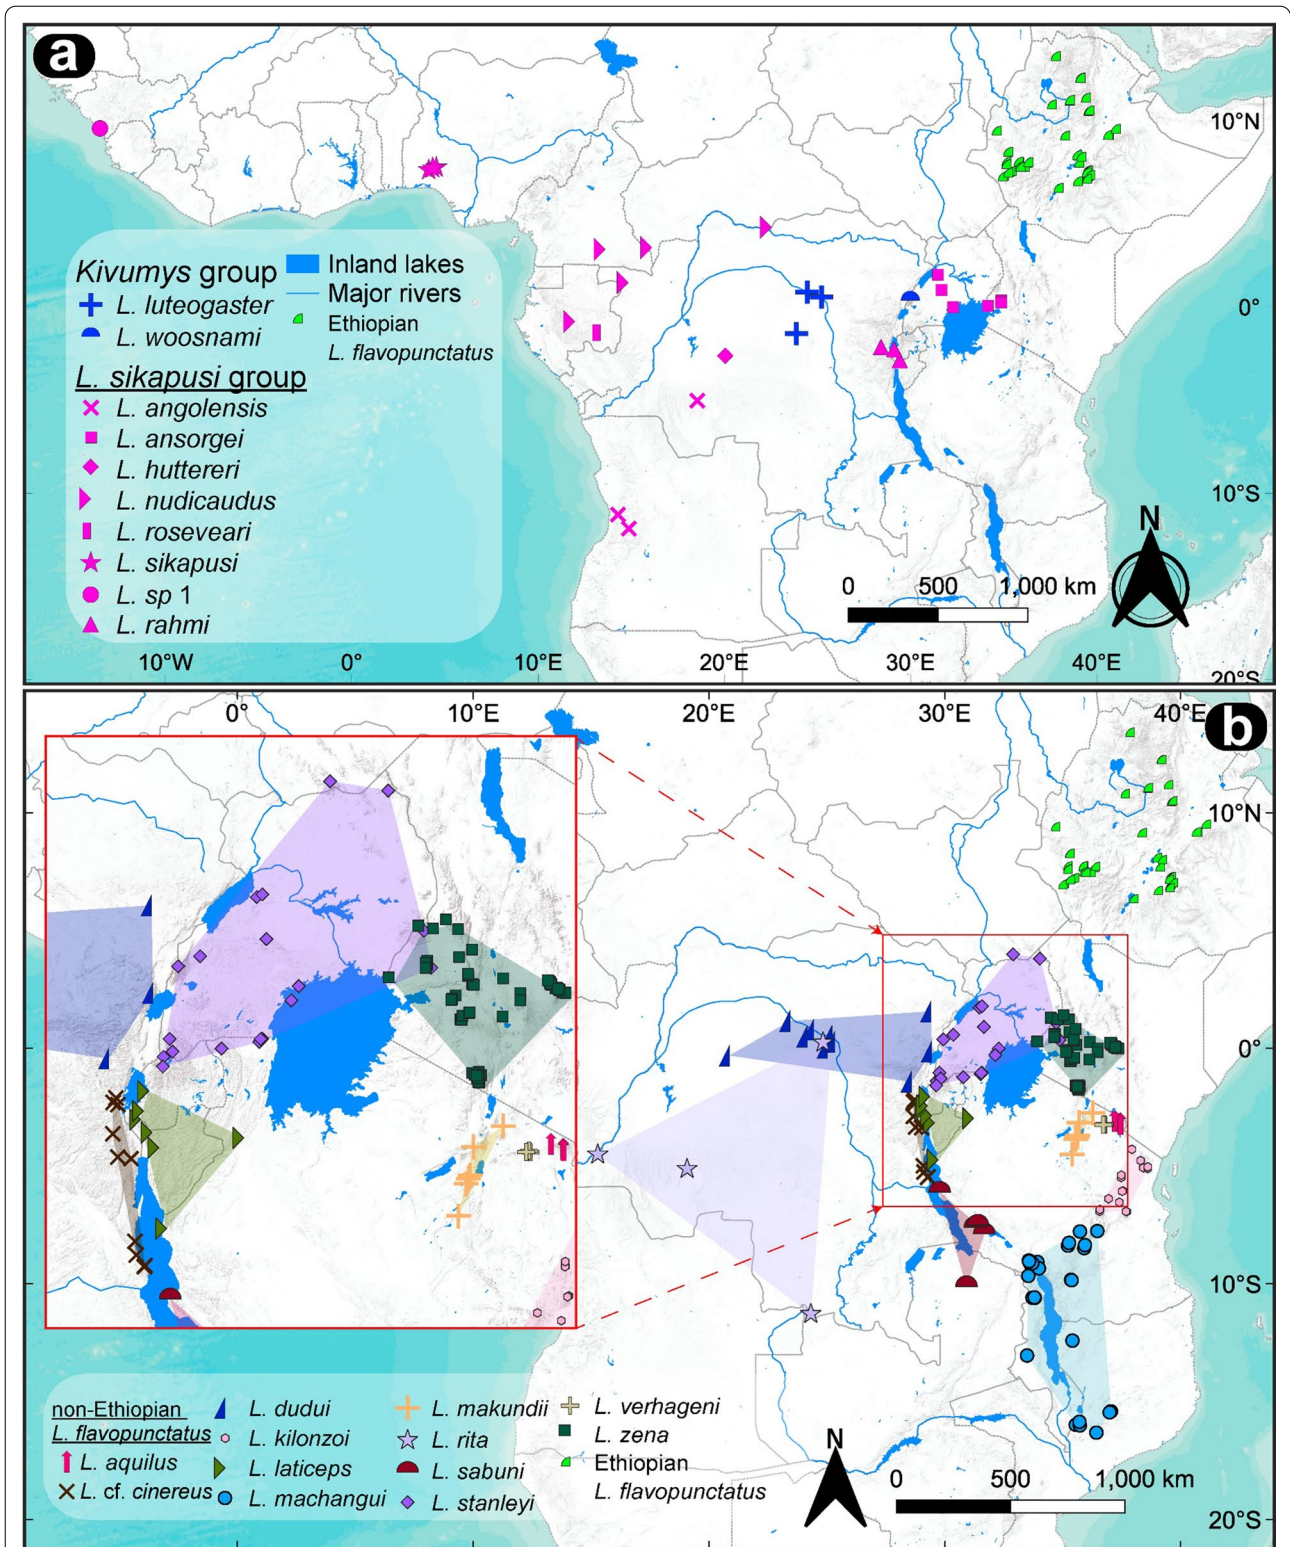 a
10°N
Kivumys group
Inland lakes
L. luteogaster
Major rivers
L. woosnami
Ethiopian
L. flavopunctatus
0°
L. sikapusi group
L. angolensis
L. ansorgei
L. huttereri
L. nudicaudus
L. roseveari
L. sikapusi
L. sp 1
L. rahmi
10°S
N
0 500 1,000 km
10°W 0° 10°E 20°E 30°E 40°E
20°S
0° 10°E 20°E 30°E 40°E
b
10°N
0°
10°S
non-Ethiopian
L. flavopunctatus
L. aquilus
L. cf. cinereus
L. dudui
L. kilonzoi
L. laticeps
L. machangui
L. makundii
L. rita
L. sabuni
L. stanleyi
L. verhageni
L. zena
Ethiopian
L. flavopunctatus
N
0 500 1,000 km
20°S